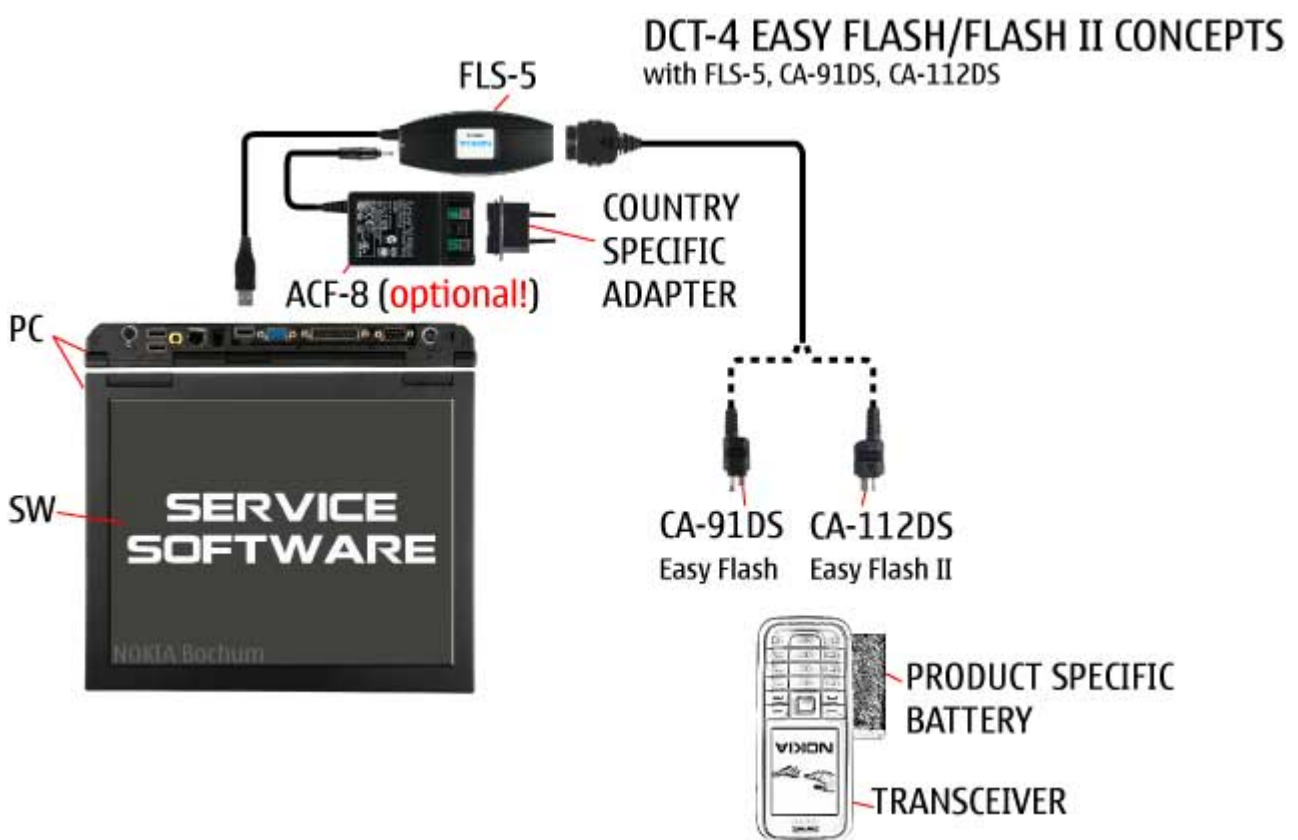 DCT-4 EASY FLASH/FLASH II CONCEPTS
with FLS-5, CA-91DS, CA-112DS
FLS-5
COUNTRY
SPECIFIC
ADAPTER
ACF-8 (optional!)
PC
SW
SERVICE
SOFTWARE
NOKIA Bochum
CA-91DS
Easy Flash
CA-112DS
Easy Flash II
PRODUCT SPECIFIC
BATTERY
NOKIA
TRANSCEIVER